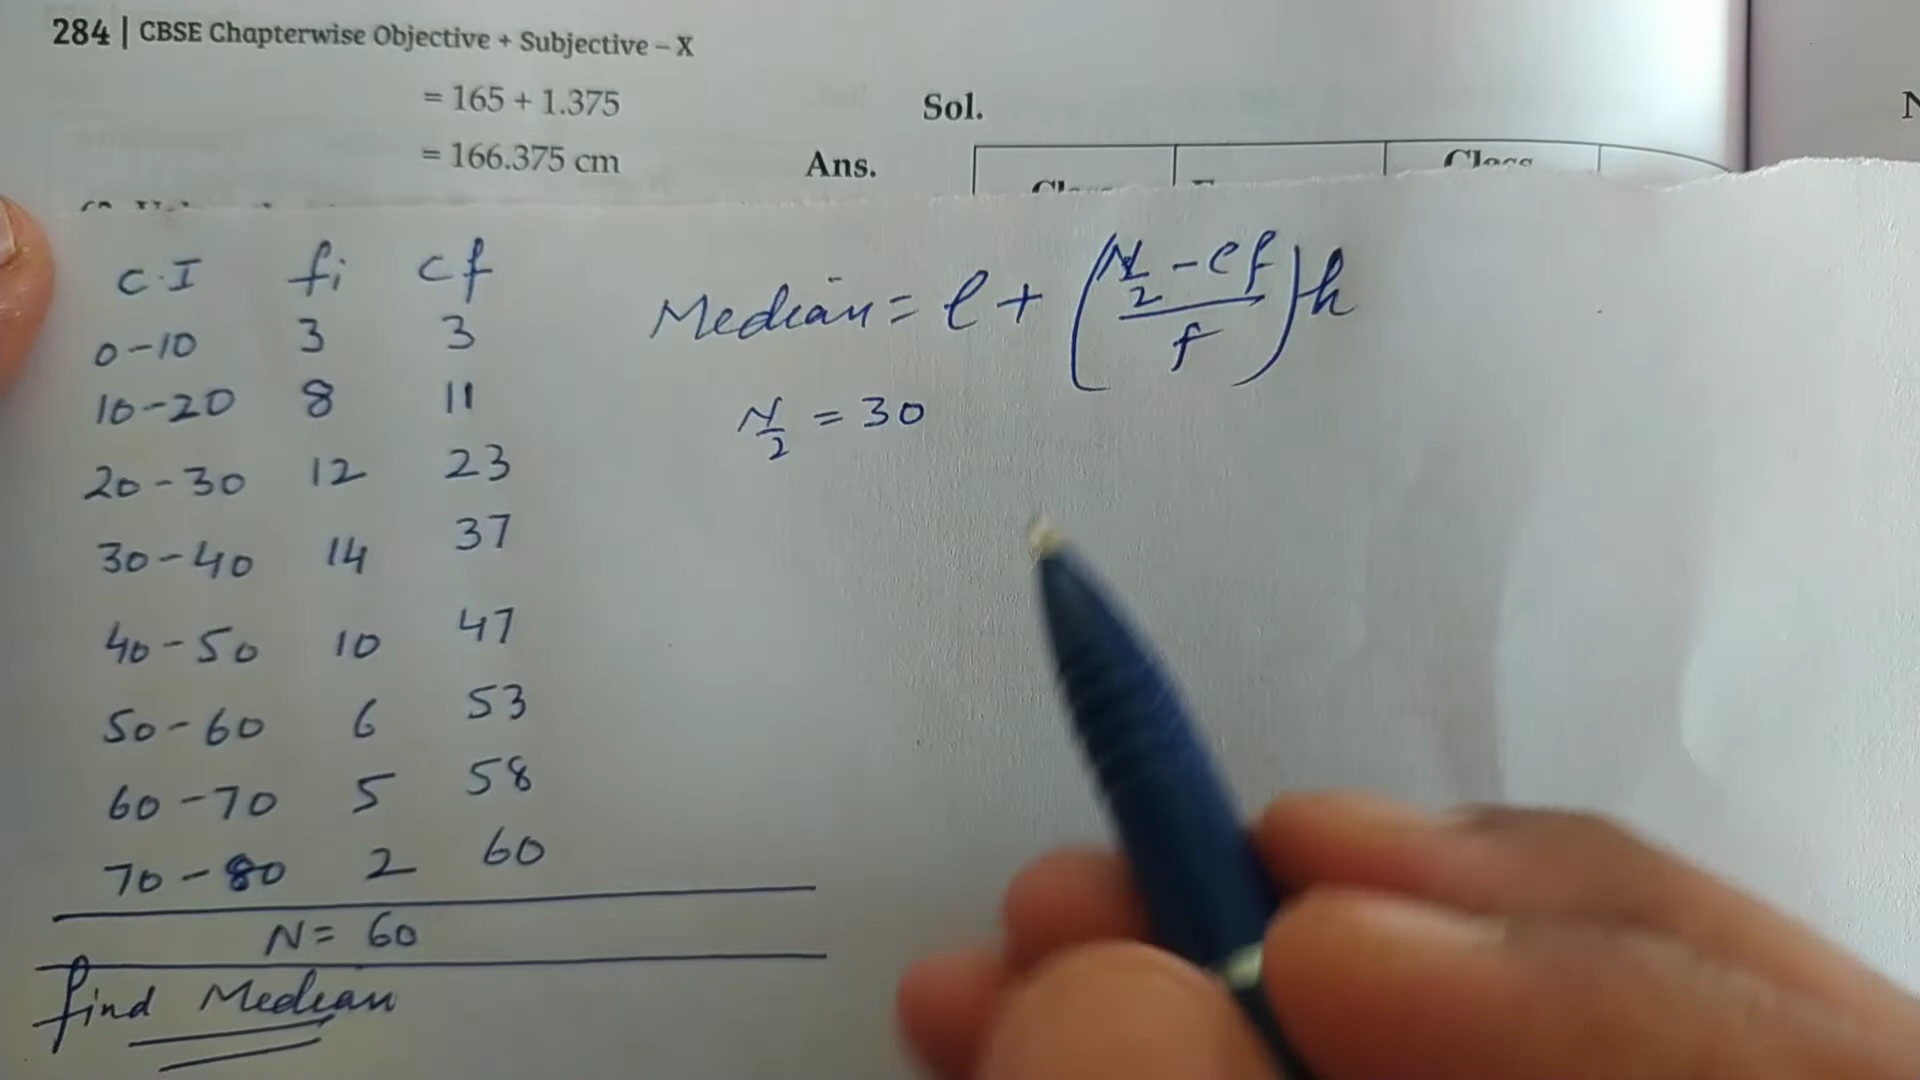 284 | CBSE Chapterwise Objective + Subjective – X
= 165 + 1.375
= 166.375 cm Ans.
Sol.
Class
C.I fi cf
0-10 3 3
10-20 8 11
20-30 12 23
30-40 14 37
40-50 10 47
50-60 6 53
60-70 5 58
70-80 2 60
N = 60
find Median
Median = l + (N/2 - cf / f) h
N/2 = 30